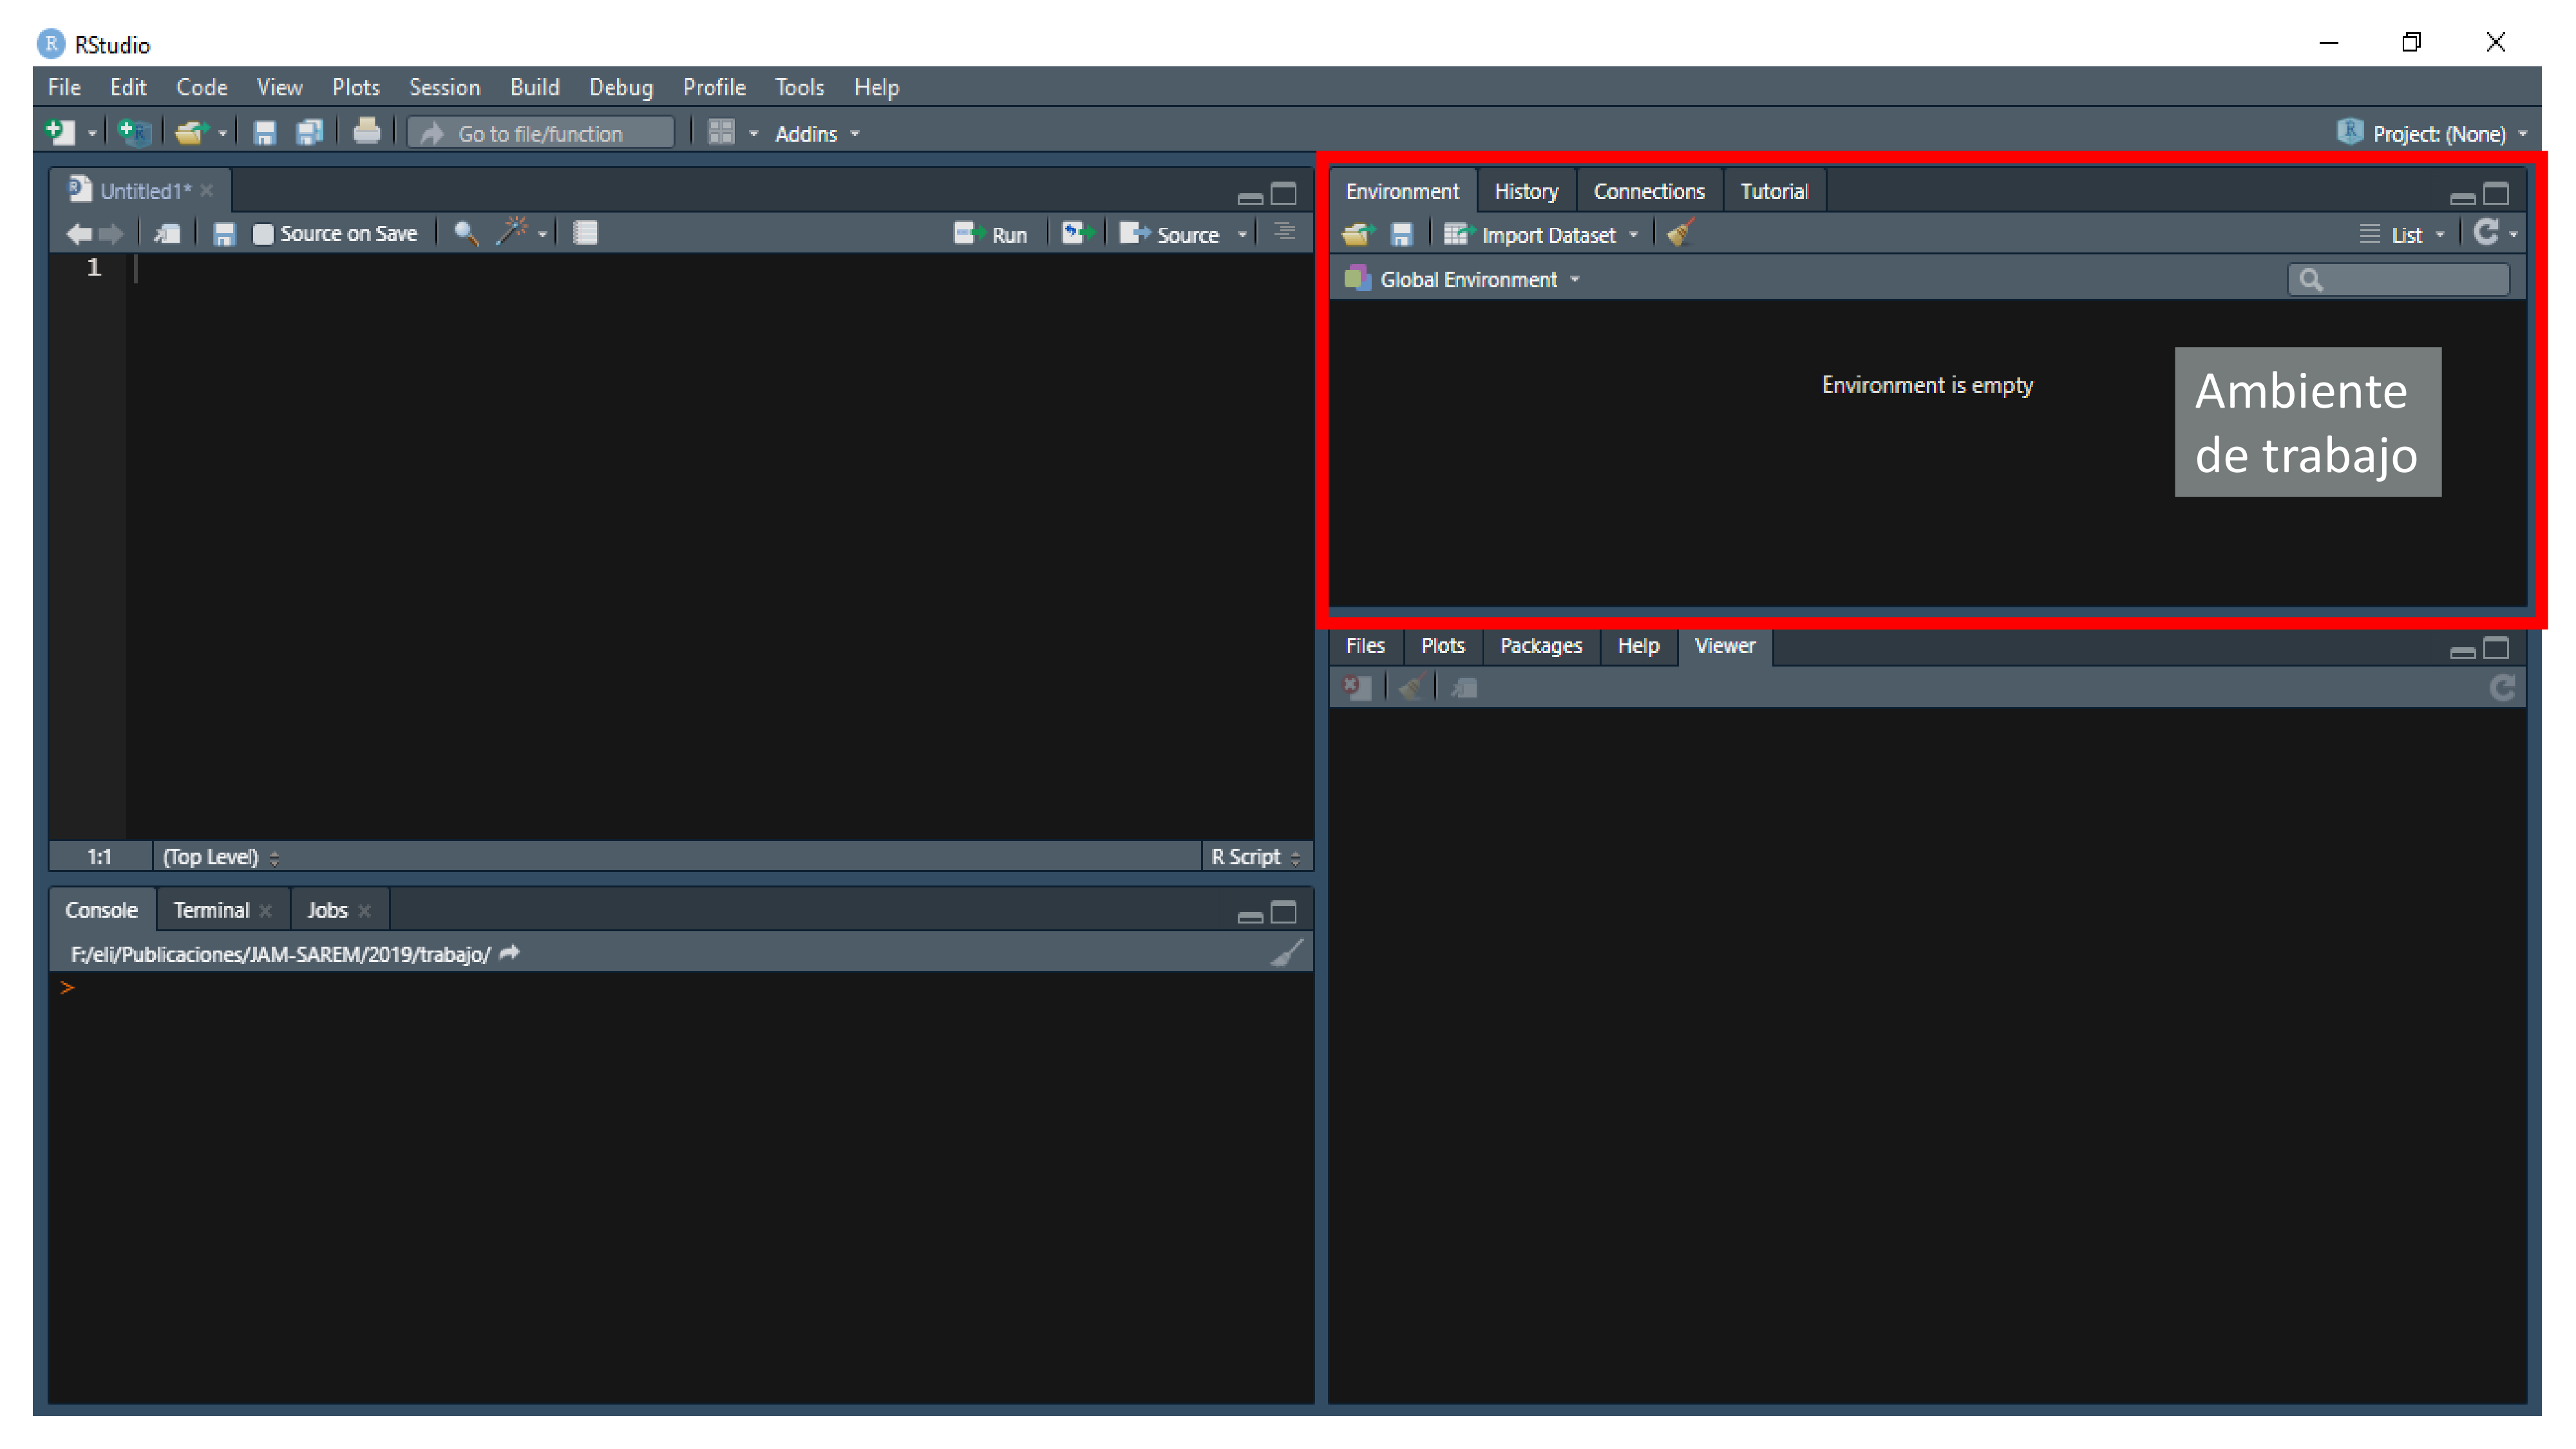 RStudio
File Edit Code View Plots Session Build Debug Profile Tools Help
Go to file/function Addins Project: (None)
Untitled1*
Source on Save Run Source
1
Environment History Connections Tutorial
Import Dataset List
Global Environment
Environment is empty
Ambiente
de trabajo
1:1 (Top Level) R Script
Files Plots Packages Help Viewer
Console Terminal Jobs
F:/eli/Publicaciones/JAM-SAREM/2019/trabajo/
>